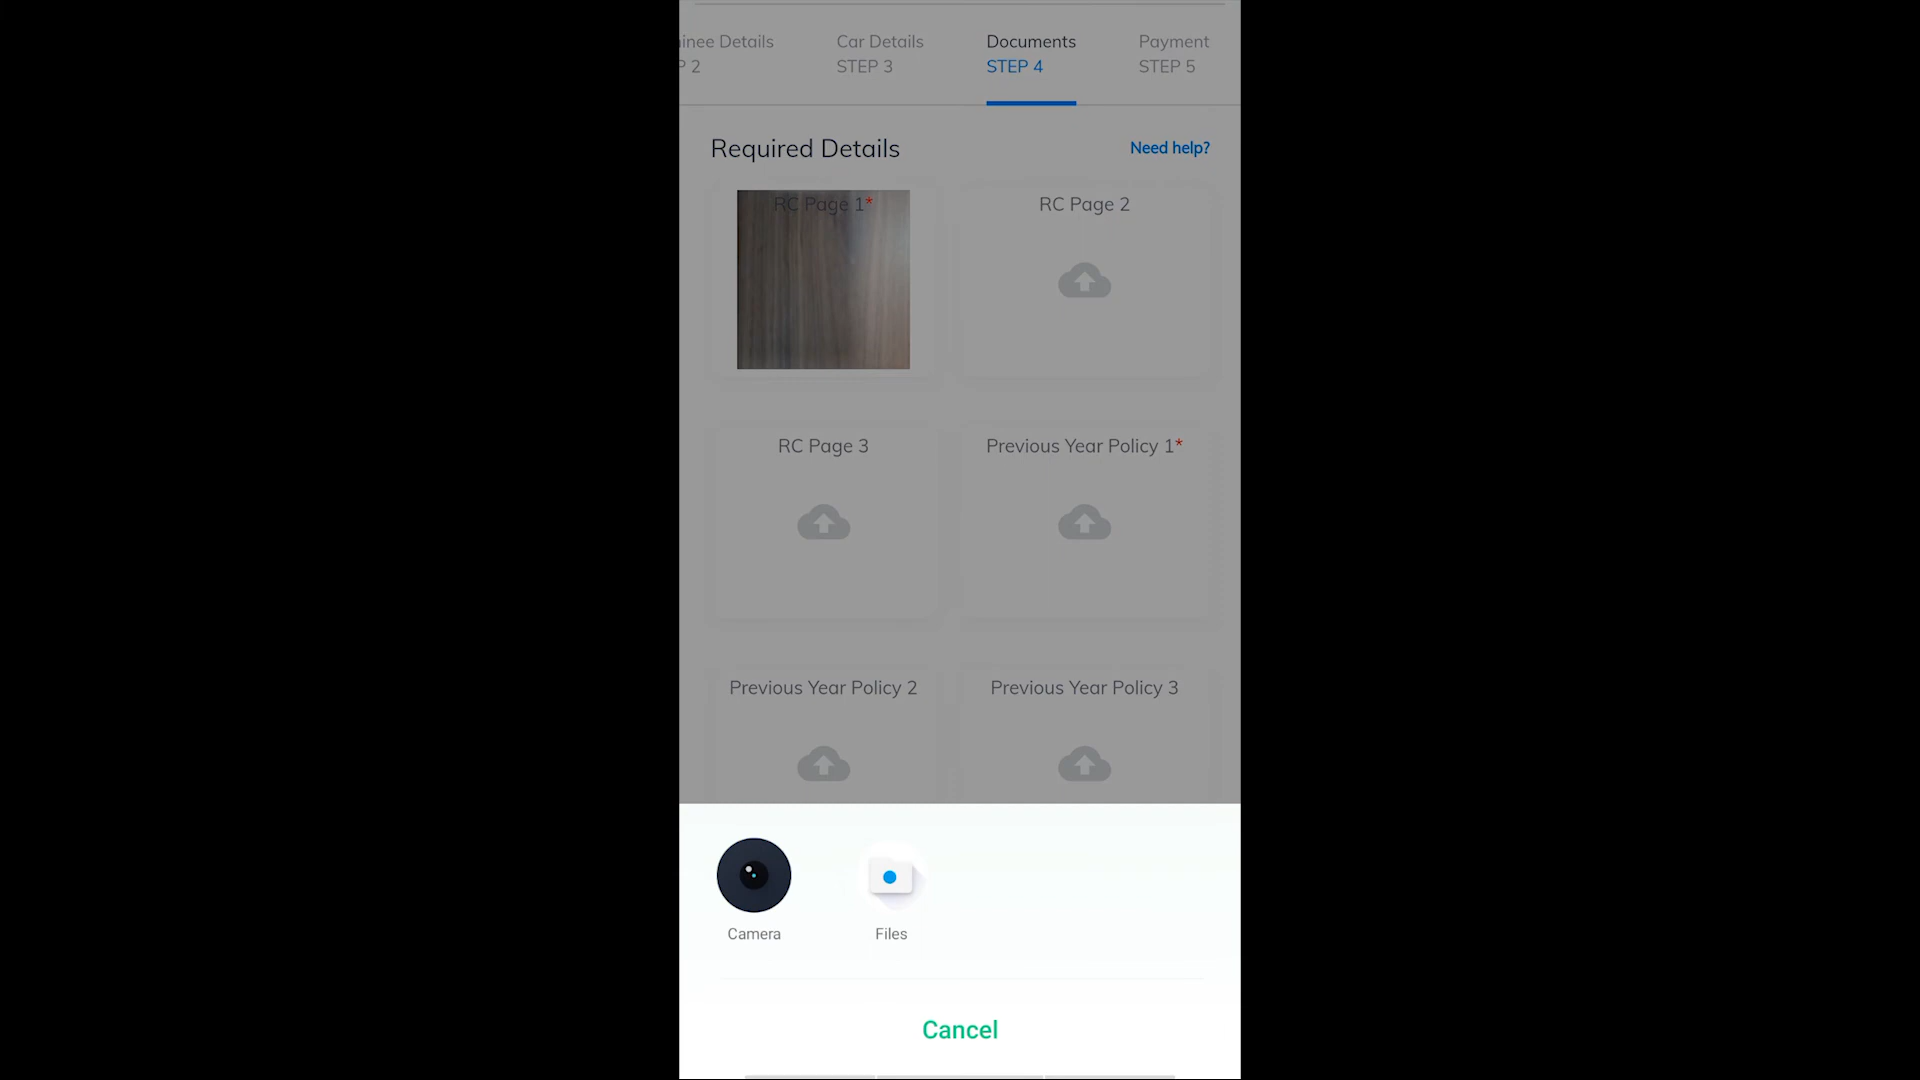 inee Details
Car Details
Documents
Payment
P 2
STEP 3
STEP 4
STEP 5
Required Details
Need help?
RC Page 1*
RC Page 2
RC Page 3
Previous Year Policy 1*
Previous Year Policy 2
Previous Year Policy 3
Camera
Files
Cancel